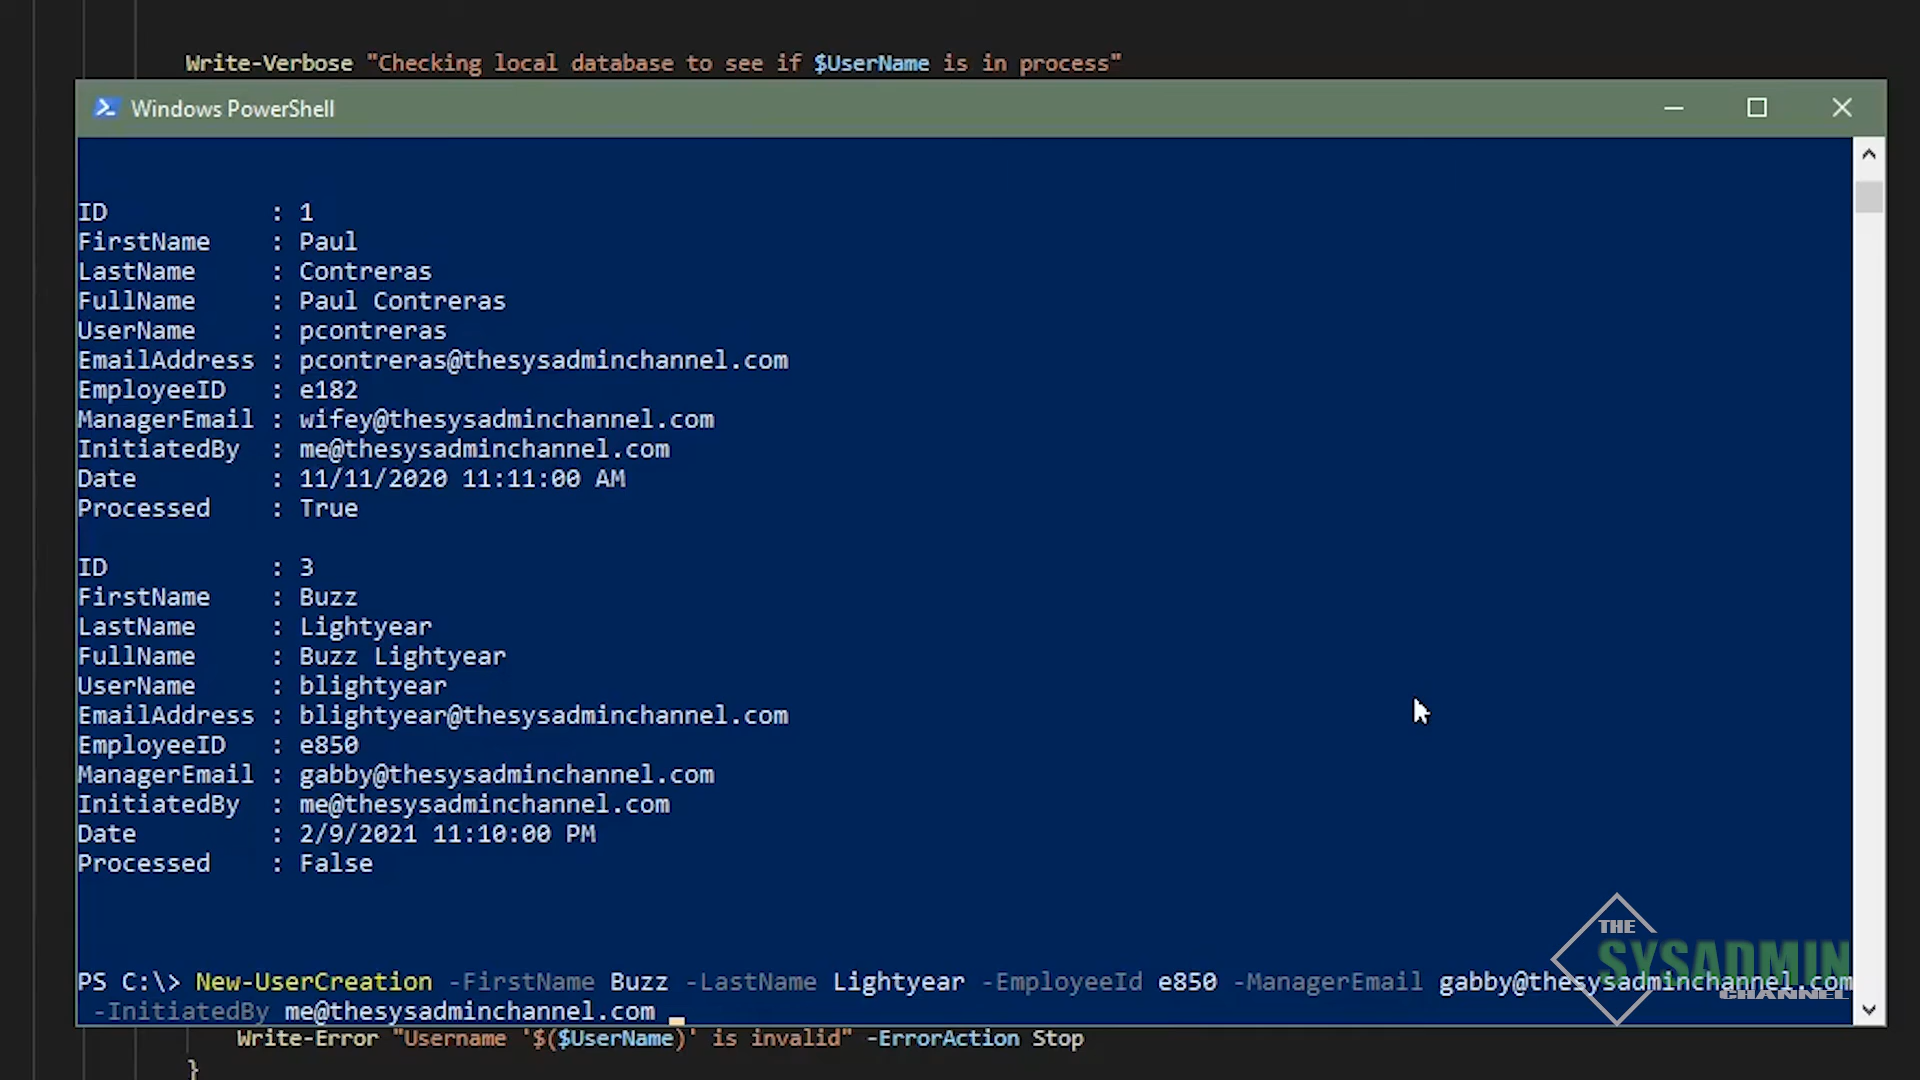 Write-Verbose "Checking local database to see if $UserName is in process"
Windows PowerShell
ID           : 1
FirstName    : Paul
LastName     : Contreras
FullName     : Paul Contreras
UserName     : pcontreras
EmailAddress : pcontreras@thesysadminchannel.com
EmployeeID   : e182
ManagerEmail : wifey@thesysadminchannel.com
InitiatedBy  : me@thesysadminchannel.com
Date         : 11/11/2020 11:11:00 AM
Processed    : True
ID           : 3
FirstName    : Buzz
LastName     : Lightyear
FullName     : Buzz Lightyear
UserName     : blightyear
EmailAddress : blightyear@thesysadminchannel.com
EmployeeID   : e850
ManagerEmail : gabby@thesysadminchannel.com
InitiatedBy  : me@thesysadminchannel.com
Date         : 2/9/2021 11:10:00 PM
Processed    : False
PS C:\> New-UserCreation -FirstName Buzz -LastName Lightyear -EmployeeId e850 -ManagerEmail gabby@thesysadminchannel.com
-InitiatedBy me@thesysadminchannel.com
THE
SYSADMIN
CHANNEL
Write-Error "Username '$($UserName)' is invalid" -ErrorAction Stop
}